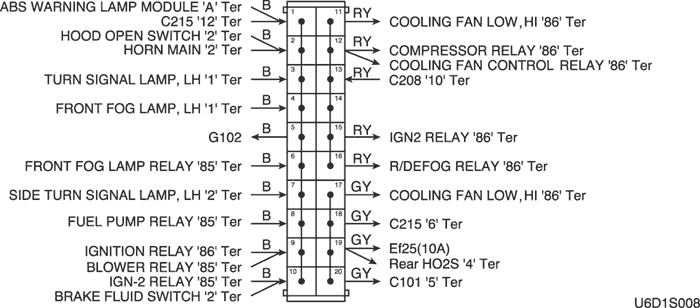 ABS WARNING LAMP MODULE 'A' Ter B 1 11 RY COOLING FAN LOW, HI '86' Ter
C215 '12' Ter
HOOD OPEN SWITCH '2' Ter B 2 12 RY COMPRESSOR RELAY '86' Ter
HORN MAIN '2' Ter COOLING FAN CONTROL RELAY '86' Ter
TURN SIGNAL LAMP, LH '1' Ter B 3 13 RY C208 '10' Ter
FRONT FOG LAMP, LH '1' Ter B 4 14
G102 B 5 15 RY IGN2 RELAY '86' Ter
FRONT FOG LAMP RELAY '85' Ter B 6 16 RY R/DEFOG RELAY '86' Ter
SIDE TURN SIGNAL LAMP, LH '2' Ter B 7 17 GY COOLING FAN LOW, HI '86' Ter
FUEL PUMP RELAY '85' Ter B 8 18 GY C215 '6' Ter
IGNITION RELAY '86' Ter B 9 19 GY Ef25(10A)
BLOWER RELAY '85' Ter Rear HO2S '4' Ter
IGN-2 RELAY '85' Ter B 10 20 GY C101 '5' Ter
BRAKE FLUID SWITCH '2' Ter
U6D1S008